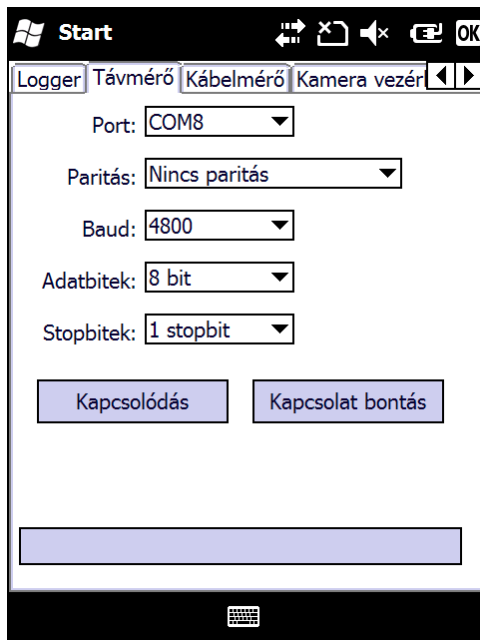 Start OK
Logger Távmérő Kábelmérő Kamera vezérl
Port: COM8
Paritás: Nincs paritás
Baud: 4800
Adatbitek: 8 bit
Stopbitek: 1 stopbit
Kapcsolódás Kapcsolat bontás